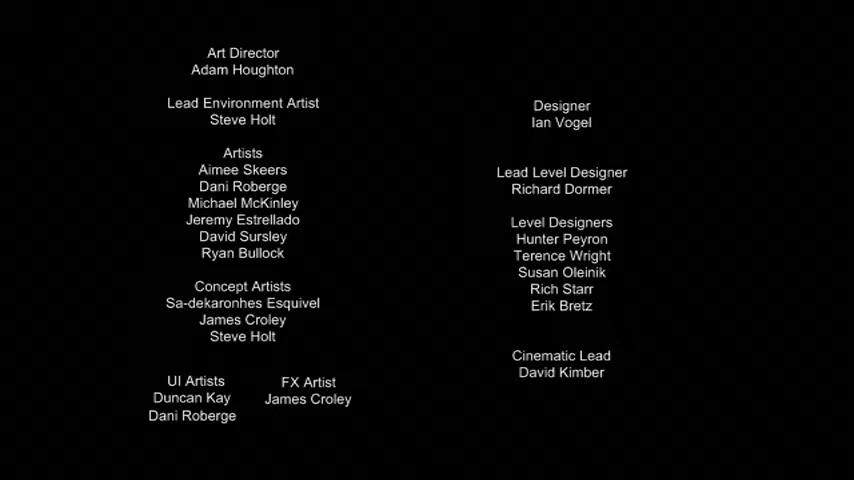 Art Director
Adam Houghton
Lead Environment Artist
Steve Holt
Artists
Aimee Skeers
Dani Roberge
Michael McKinley
Jeremy Estrellado
David Sursley
Ryan Bullock
Concept Artists
Sa-dekaronhes Esquivel
James Croley
Steve Holt
UI Artists
Duncan Kay
Dani Roberge
FX Artist
James Croley
Designer
Ian Vogel
Lead Level Designer
Richard Dormer
Level Designers
Hunter Peyron
Terence Wright
Susan Oleinik
Rich Starr
Erik Bretz
Cinematic Lead
David Kimber